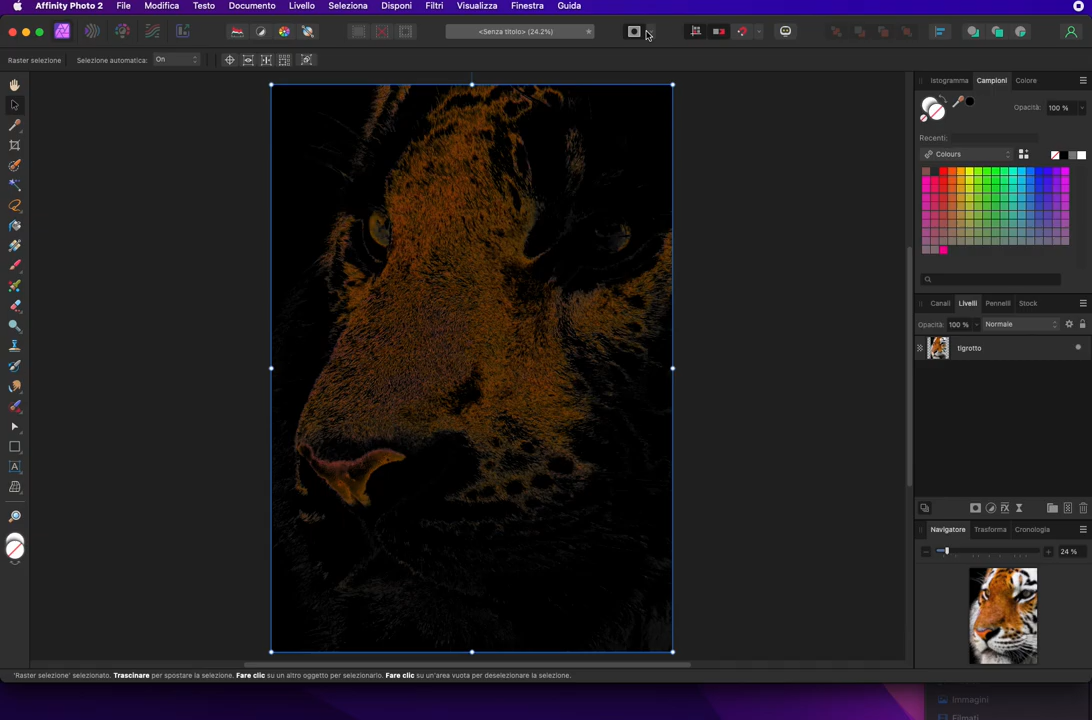 Affinity Photo 2 File Modifica Testo Documento Livello Seleziona Disponi Filtri Visualizza Finestra Guida
<Senza titolo> (24.2%)
Raster selezione Selezione automatica: On
Istogramma Campioni Colore
Opacità: 100 %
Recenti:
Colours
Canali Livelli Pennelli Stock
Opacità: 100 % Normale
tigrotto
Navigatore Trasforma Cronologia
24 %
'Raster selezione' selezionato. Trascinare per spostare la selezione. Fare clic su un altro oggetto per selezionarlo. Fare clic su un'area vuota per deselezionare la selezione.
Immagini
Filmati